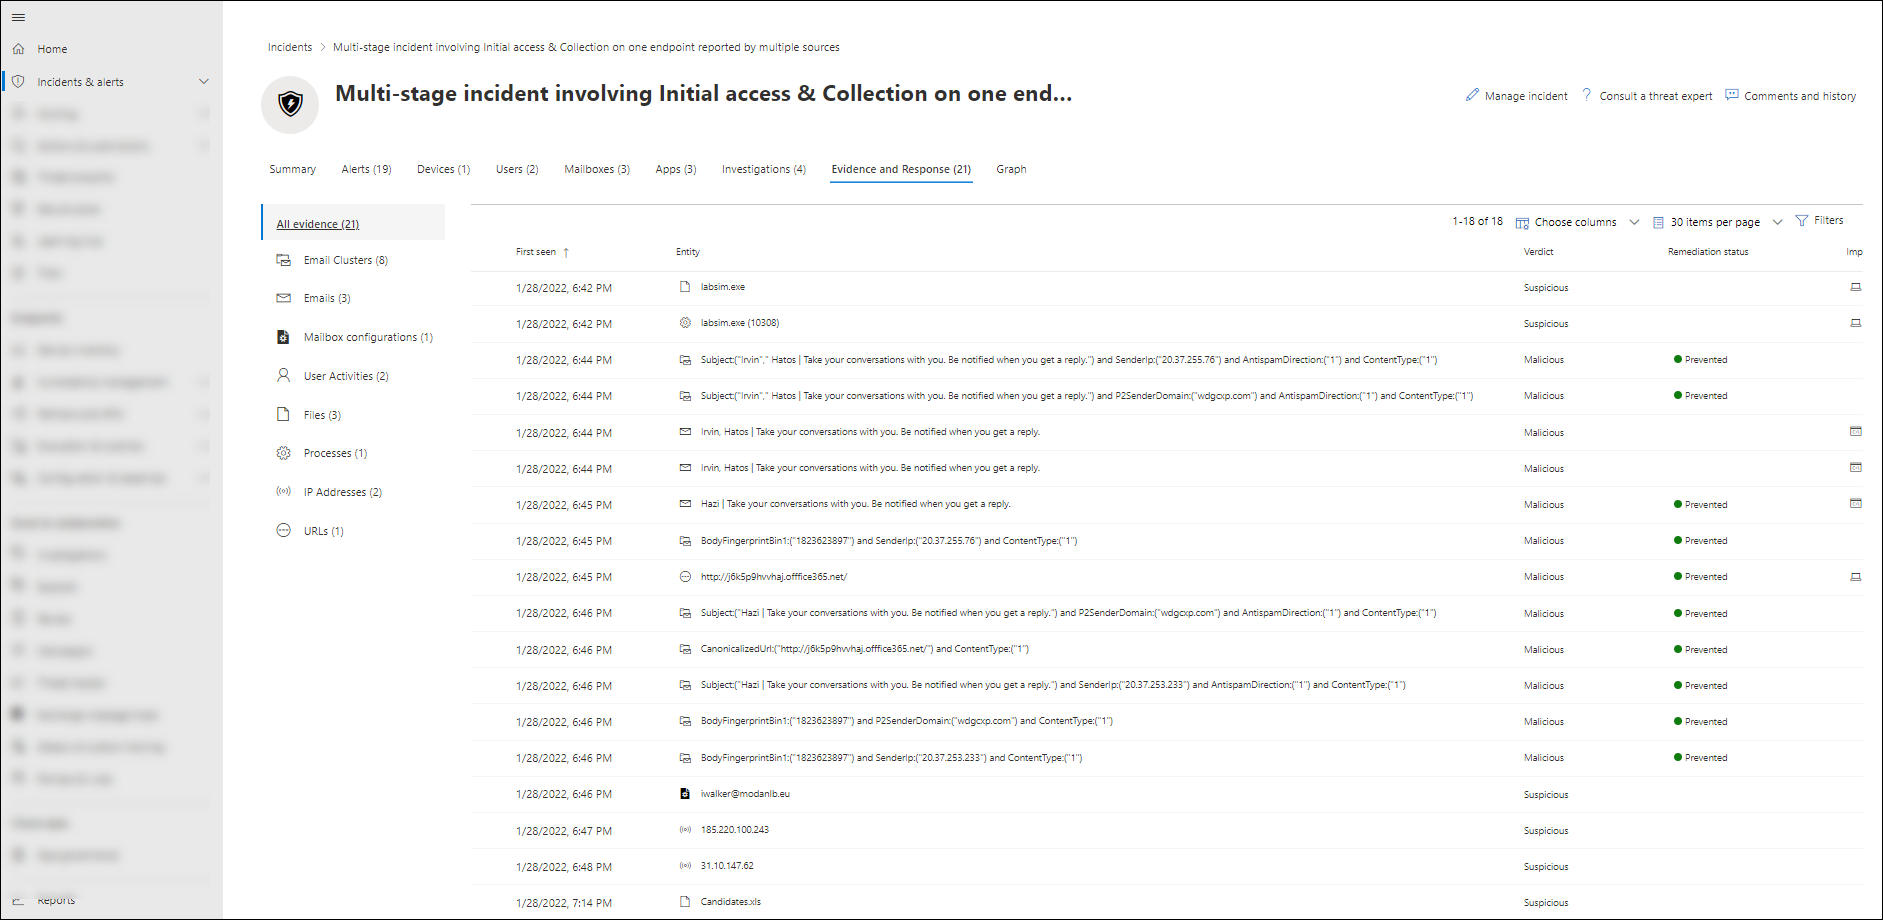 Home
Incidents & alerts
Reports
Incidents > Multi-stage incident involving Initial access & Collection on one endpoint reported by multiple sources
Multi-stage incident involving Initial access & Collection on one end...
Manage incident ? Consult a threat expert Comments and history
Summary Alerts (19) Devices (1) Users (2) Mailboxes (3) Apps (3) Investigations (4) Evidence and Response (21) Graph
All evidence (21)
Email Clusters (8)
Emails (3)
Mailbox configurations (1)
User Activities (2)
Files (3)
Processes (1)
IP Addresses (2)
URLs (1)
1-18 of 18 Choose columns 30 items per page Filters
First seen ↑ Entity Verdict Remediation status Imp
1/28/2022, 6:42 PM labsim.exe Suspicious
1/28/2022, 6:42 PM labsim.exe (10308) Suspicious
1/28/2022, 6:44 PM Subject:("Irvin"," Hatos | Take your conversations with you. Be notified when you get a reply.") and SenderIp:("20.37.255.76") and AntispamDirection:("1") and ContentType:("1") Malicious Prevented
1/28/2022, 6:44 PM Subject:("Irvin"," Hatos | Take your conversations with you. Be notified when you get a reply.") and P2SenderDomain:("wdgcxp.com") and AntispamDirection:("1") and ContentType:("1") Malicious Prevented
1/28/2022, 6:44 PM Irvin, Hatos | Take your conversations with you. Be notified when you get a reply. Malicious
1/28/2022, 6:44 PM Irvin, Hatos | Take your conversations with you. Be notified when you get a reply. Malicious
1/28/2022, 6:45 PM Hazi | Take your conversations with you. Be notified when you get a reply. Malicious Prevented
1/28/2022, 6:45 PM BodyFingerprintBin1:("1823623897") and SenderIp:("20.37.255.76") and ContentType:("1") Malicious Prevented
1/28/2022, 6:45 PM http://j6k5p9hvvhaj.offfice365.net/ Malicious Prevented
1/28/2022, 6:46 PM Subject:("Hazi | Take your conversations with you. Be notified when you get a reply.") and P2SenderDomain:("wdgcxp.com") and AntispamDirection:("1") and ContentType:("1") Malicious Prevented
1/28/2022, 6:46 PM CanonicalizedUrl:("http://j6k5p9hvvhaj.offfice365.net/") and ContentType:("1") Malicious Prevented
1/28/2022, 6:46 PM Subject:("Hazi | Take your conversations with you. Be notified when you get a reply.") and SenderIp:("20.37.253.233") and AntispamDirection:("1") and ContentType:("1") Malicious Prevented
1/28/2022, 6:46 PM BodyFingerprintBin1:("1823623897") and P2SenderDomain:("wdgcxp.com") and ContentType:("1") Malicious Prevented
1/28/2022, 6:46 PM BodyFingerprintBin1:("1823623897") and SenderIp:("20.37.253.233") and ContentType:("1") Malicious Prevented
1/28/2022, 6:46 PM iwalker@modanlb.eu Suspicious
1/28/2022, 6:47 PM 185.220.100.243 Suspicious
1/28/2022, 6:48 PM 31.10.147.62 Suspicious
1/28/2022, 7:14 PM Candidates.xls Suspicious